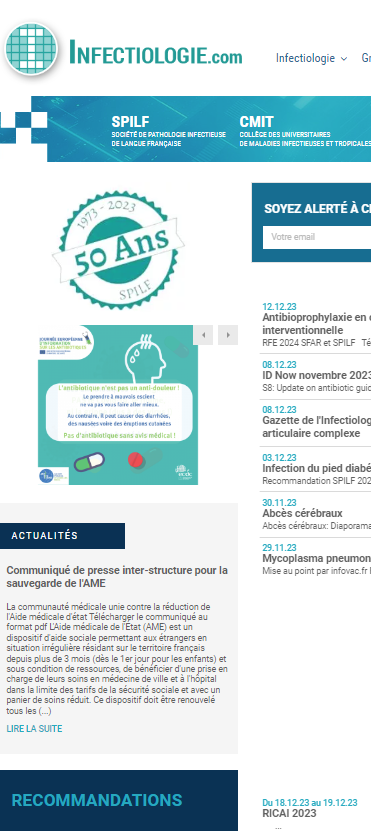 INFECTIOLOGIE.com
Infectiologie
SPILF
SOCIÉTÉ DE PATHOLOGIE INFECTIEUSE
DE LANGUE FRANÇAISE
CMIT
COLLÈGE DES UNIVERSITAIRES
DE MALADIES INFECTIEUSES ET TROPICALES
1973 - 2023
50 Ans
SPILF
JOURNÉE EUROPÉENNE
D'INFORMATION
SUR LES ANTIBIOTIQUES
L'antibiotique n'est pas un anti-douleur !
Le prendre à mauvais escient
ne va pas vous faire aller mieux.
Au contraire, il peut causer des diarrhées,
des nausées voire des éruptions cutanées
Pas d'antibiotique sans avis médical !
ACTUALITÉS
Communiqué de presse inter-structure pour la
sauvegarde de l'AME
La communauté médicale unie contre la réduction de
l'Aide médicale d'état Télécharger le communiqué au
format pdf L'Aide médicale de l'Etat (AME) est un
dispositif d'aide sociale permettant aux étrangers en
situation irrégulière résidant sur le territoire français
depuis plus de 3 mois (dès le 1er jour pour les enfants) et
sous condition de ressources, de bénéficier d'une prise en
charge de leurs soins en médecine de ville et à l'hôpital
dans la limite des tarifs de la sécurité sociale et avec un
panier de soins réduit. Ce dispositif doit être renouvelé
tous les (...)
LIRE LA SUITE
RECOMMANDATIONS
SOYEZ ALERTÉ À
Votre email
12.12.23
Antibioprophylaxie en
interventionnelle
RFE 2024 SFAR et SPILF
08.12.23
ID Now novembre 2023
S8: Update on antibiotic
08.12.23
Gazette de l'Infectiolog
articulaire complexe
03.12.23
Infection du pied diabé
Recommandation SPILF 202
30.11.23
Abcès cérébraux
Abcès cérébraux: Diaporama
29.11.23
Mycoplasma pneumon
Mise au point par infovac.fr
Du 18.12.23 au 19.12.23
RICAI 2023